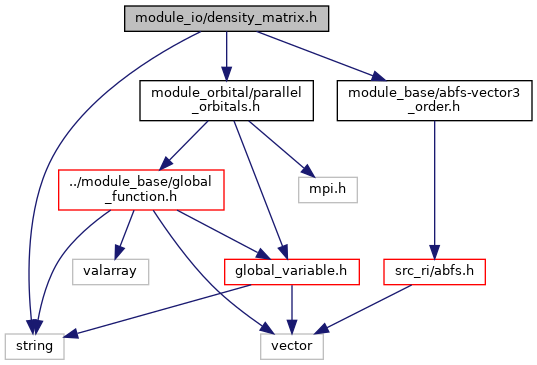 module_io/density_matrix.h
module_orbital/parallel
_orbitals.h
module_base/abfs-vector3
_order.h
../module_base/global
_function.h
mpi.h
valarray
global_variable.h
src_ri/abfs.h
string
vector